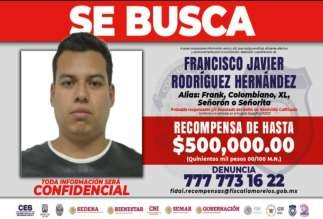 SE BUSCA
FRANCISCO JAVIER
RODRÍGUEZ HERNÁNDEZ
Alias: Frank, Colombiano, XL,
Señorón o Señorita
RECOMPENSA DE HASTA
$500,000.00
(Quinientos mil pesos 00/100 M.N.)
DENUNCIA
777 773 16 22
fidai.recompensas@fiscaliamorelos.gob.mx
TODA INFORMACIÓN SERÁ
CONFIDENCIAL
CES
SEDENA
BIENESTAR
CNI
SEMAR
GOBERNACIÓN